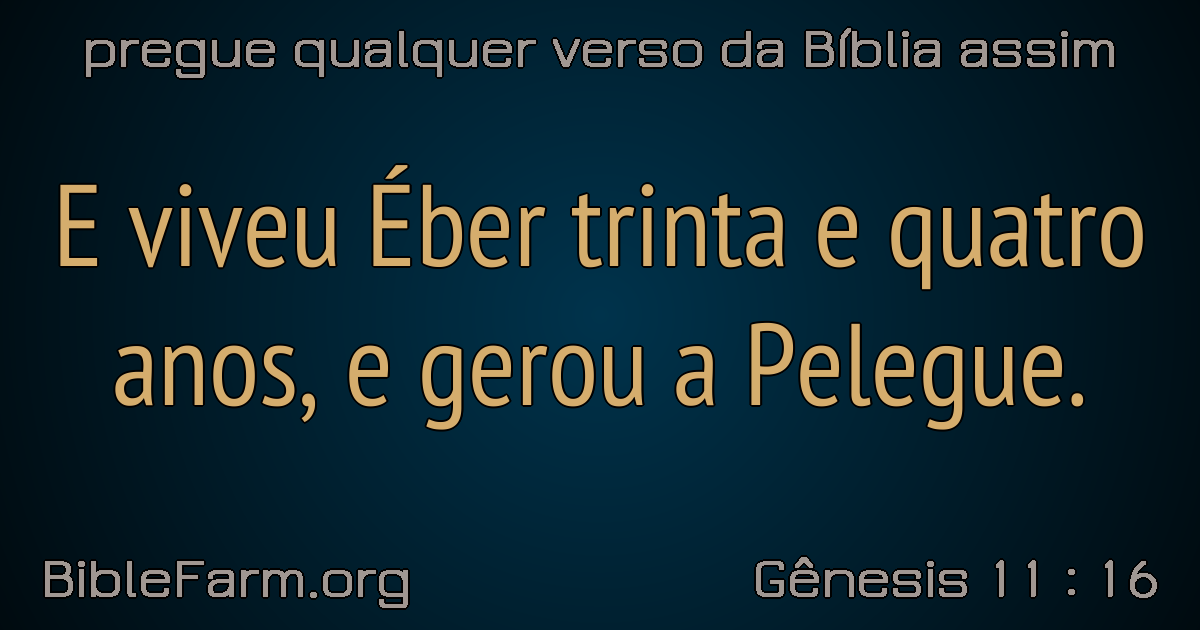 pregue qualquer verso da Bíblia assim
E viveu Éber trinta e quatro
anos, e gerou a Pelegue.
BibleFarm.org
Gênesis 11 : 16